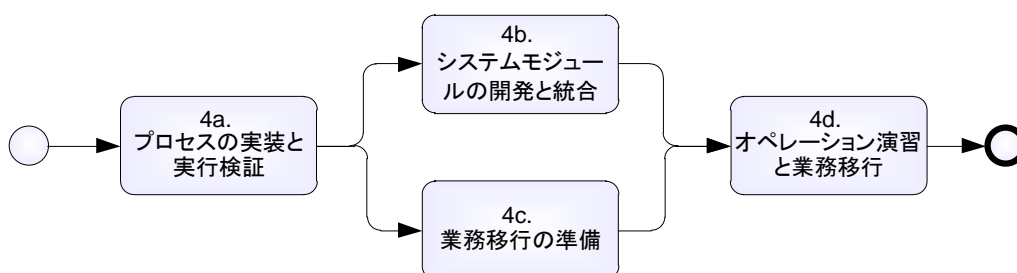 4a.
プロセスの実装と
実行検証
4b.
システムモジュー
ルの開発と統合
4c.
業務移行の準備
4d.
オペレーション演習
と業務移行